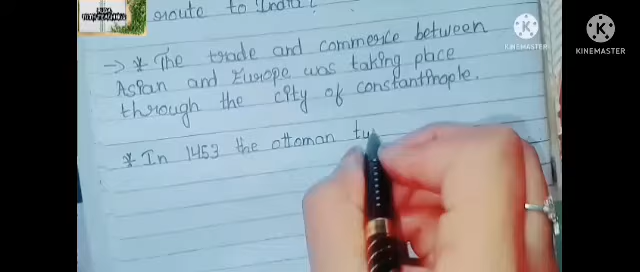 route to India?
→ * The trade and commerce between
Asian and Europe was taking place
through the city of constantinople.
* In 1453 the ottoman tu
KINEMASTER
KINEMASTER